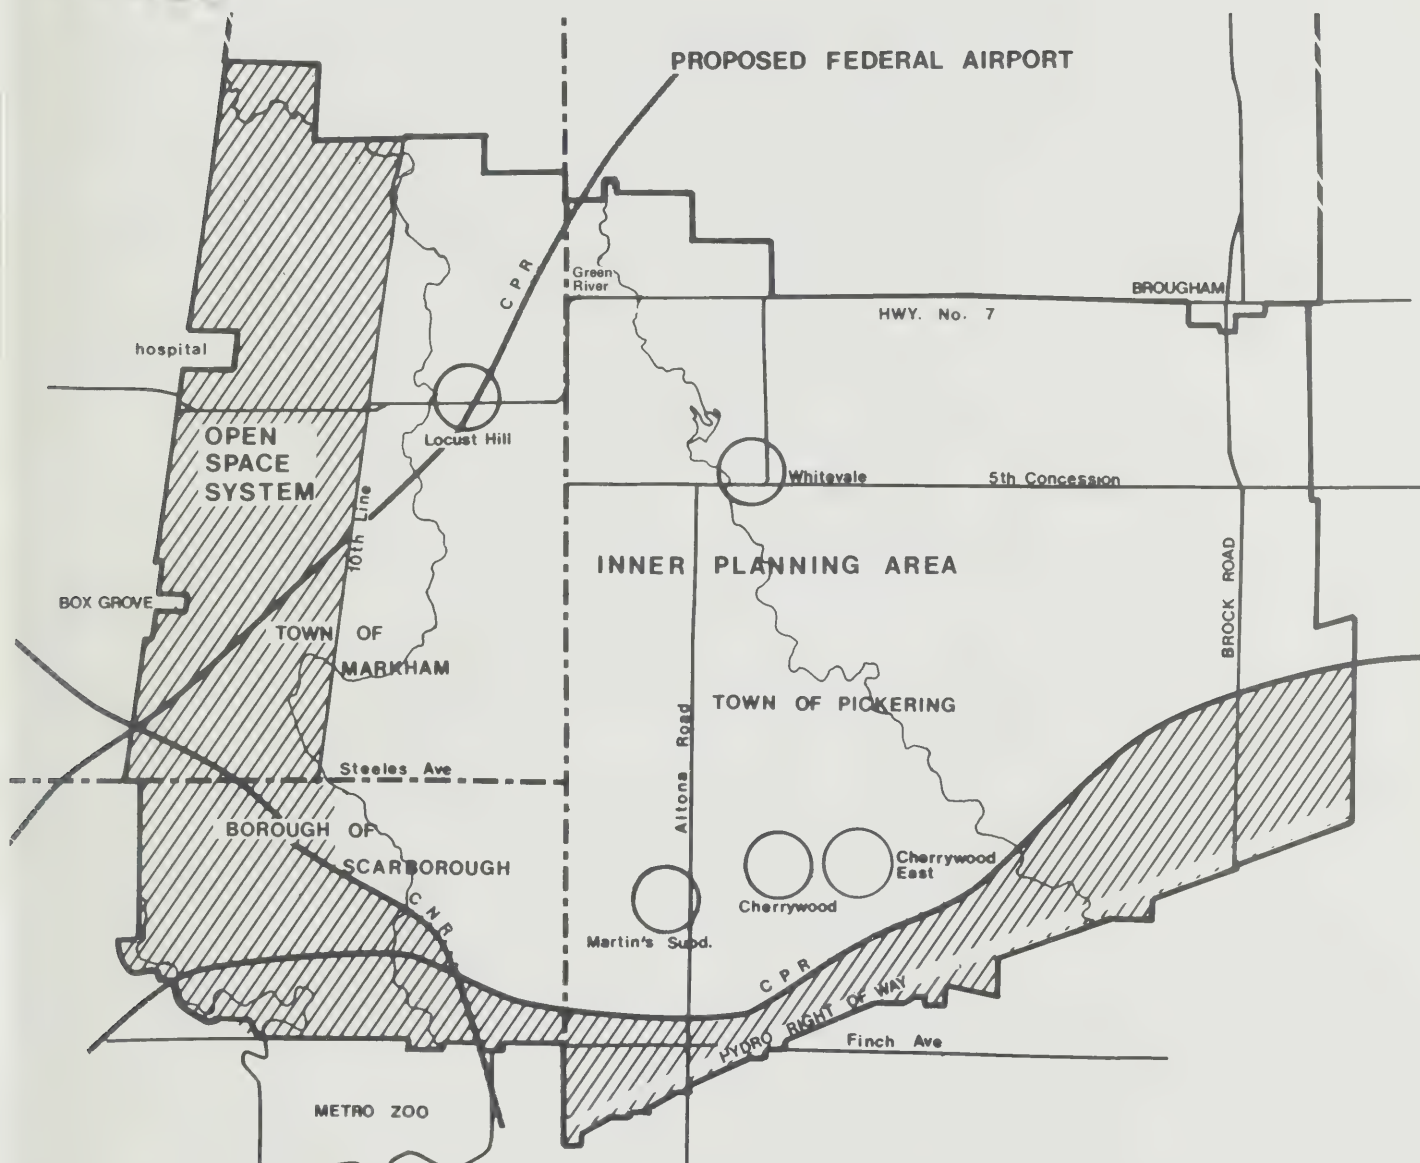 PROPOSED FEDERAL AIRPORT
C P R
Green
River
BROUGHAM
HWY. No. 7
hospital
Locust Hill
OPEN
SPACE
SYSTEM
Whitevale
5th Concession
10th Line
INNER PLANNING AREA
BROCK ROAD
BOX GROVE
TOWN OF
MARKHAM
TOWN OF PICKERING
Steeles Ave
Altona Road
BOROUGH OF
SCARBOROUGH
Cherrywood
East
Cherrywood
C N R
Martin's Subd.
C P R
HYDRO RIGHT OF WAY
Finch Ave
METRO ZOO